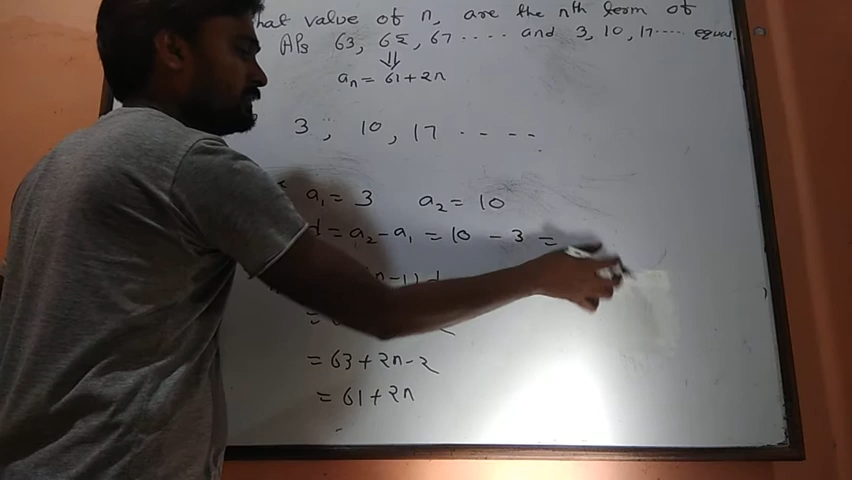 hat value of n, are the nth term of
APs 63, 65, 67 ..... and 3, 10, 17 .... equal
⇓
aₙ = 61 + 2n
3, 10, 17 - - - -
a₁ = 3 a₂ = 10
d = a₂ - a₁ = 10 - 3 =
n-1) d
=
= 63 + 2n - 2
= 61 + 2n